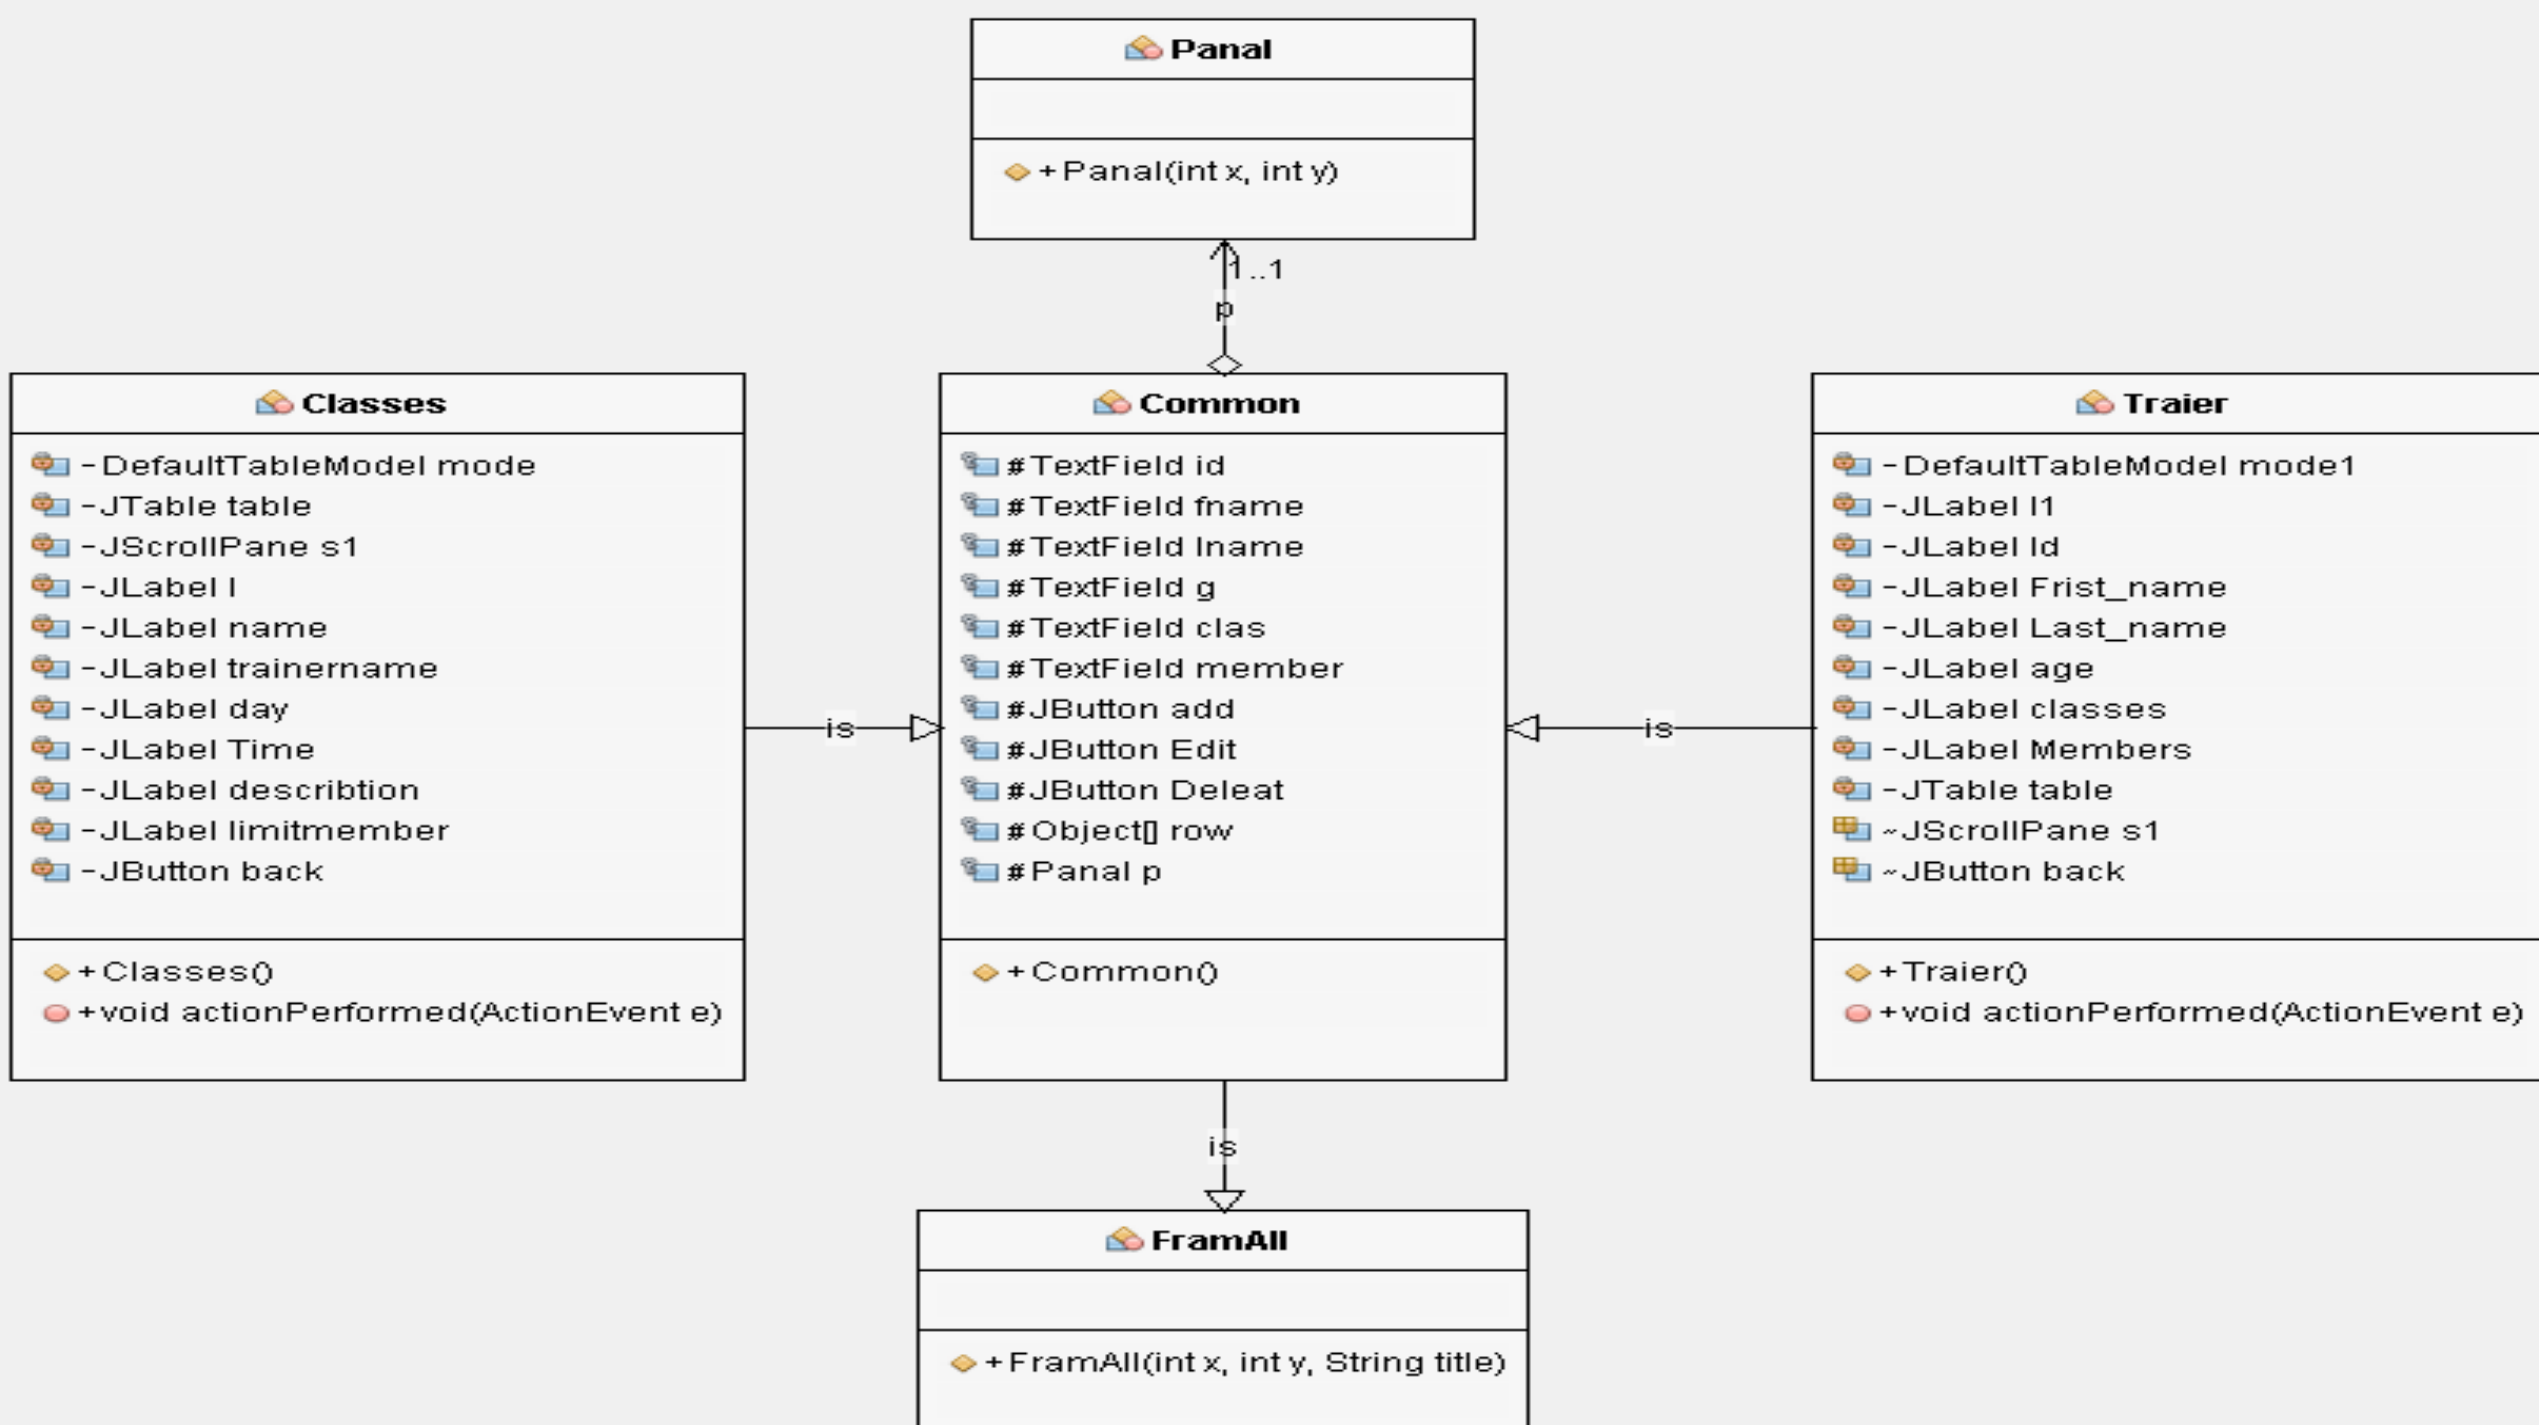 Panal
+Panal(int x, int y)
1..1
p
Classes
-DefaultTableModel mode
-JTable table
-JScrollPane s1
-JLabel l
-JLabel name
-JLabel trainername
-JLabel day
-JLabel Time
-JLabel describtion
-JLabel limitmember
-JButton back
+Classes()
+void actionPerformed(ActionEvent e)
is
Common
#TextField id
#TextField fname
#TextField lname
#TextField g
#TextField clas
#TextField member
#JButton add
#JButton Edit
#JButton Deleat
#Object[] row
#Panal p
+Common()
is
Traier
-DefaultTableModel mode1
-JLabel l1
-JLabel Id
-JLabel Frist_name
-JLabel Last_name
-JLabel age
-JLabel classes
-JLabel Members
-JTable table
~JScrollPane s1
~JButton back
+Traier()
+void actionPerformed(ActionEvent e)
is
FramAll
+FramAll(int x, int y, String title)